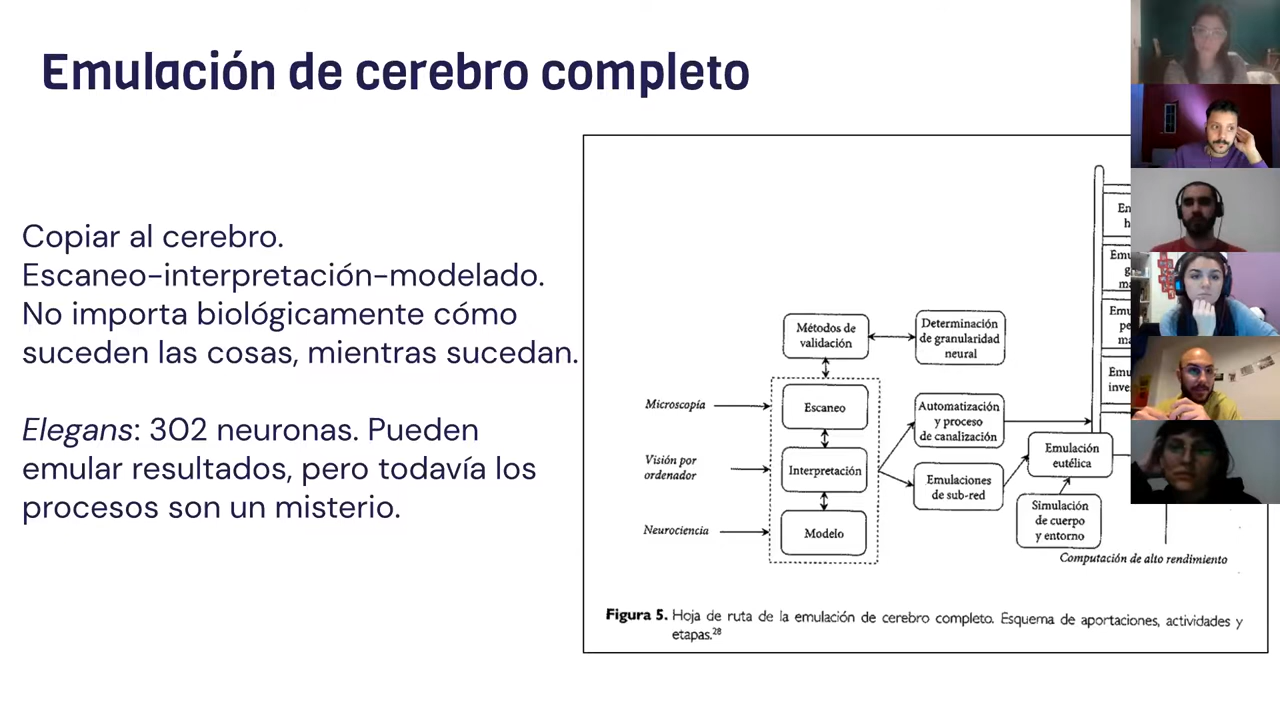 Emulación de cerebro completo
Copiar al cerebro.
Escaneo-interpretación-modelado.
No importa biológicamente cómo
suceden las cosas, mientras sucedan.
Elegans: 302 neuronas. Pueden
emular resultados, pero todavía los
procesos son un misterio.
Métodos de
validación
Determinación
de granularidad
neural
Microscopía
Escaneo
Automatización
y proceso
de canalización
Visión por
ordenador
Interpretación
Emulaciones
de sub-red
Emulación
eutélica
Neurociencia
Modelo
Simulación
de cuerpo
y entorno
Computación de alto rendimiento
Figura 5. Hoja de ruta de la emulación de cerebro completo. Esquema de aportaciones, actividades y
etapas.28